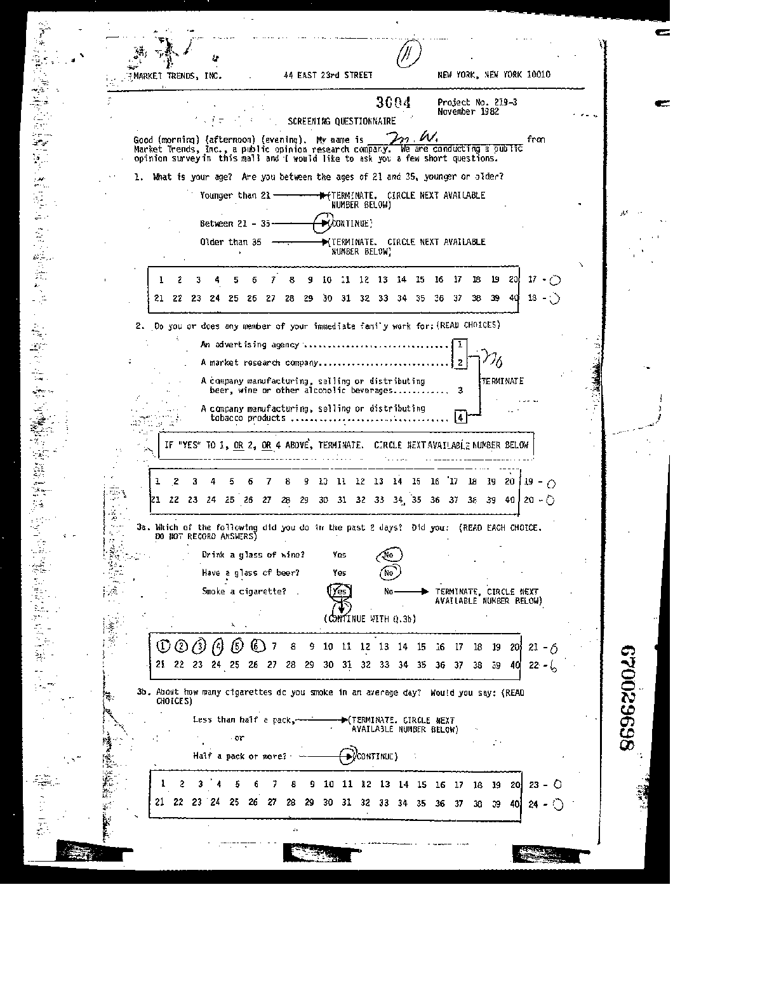 11
MARKET TRENDS, INC. 44 EAST 23rd STREET NEW YORK, NEW YORK 10010
3604 Project No. 219-3
November 1982
SCREENING QUESTIONNAIRE
Good (morning) (afternoon) (evening). My name is M. W. from
Market Trends, Inc., a public opinion research company. We are conducting a public
opinion survey in this mall and I would like to ask you a few short questions.
1. What is your age? Are you between the ages of 21 and 35, younger or older?
Younger than 21 (TERMINATE. CIRCLE NEXT AVAILABLE
NUMBER BELOW)
Between 21 - 35 (CONTINUE)
Older than 35 (TERMINATE. CIRCLE NEXT AVAILABLE
NUMBER BELOW)
1 2 3 4 5 6 7 8 9 10 11 12 13 14 15 16 17 18 19 20 17 - 0
21 22 23 24 25 26 27 28 29 30 31 32 33 34 35 36 37 38 39 40 18 - 0
2. Do you or does any member of your immediate family work for: (READ CHOICES)
An advertising agency ............................. 1
A market research company.......................... 2 No
A company manufacturing, selling or distributing TERMINATE
beer, wine or other alcoholic beverages............ 3
A company manufacturing, selling or distributing
tobacco products ................................ 4
IF "YES" TO 1, OR 2, OR 4 ABOVE, TERMINATE. CIRCLE NEXT AVAILABLE NUMBER BELOW
1 2 3 4 5 6 7 8 9 10 11 12 13 14 15 16 17 18 19 20 19 - 0
21 22 23 24 25 26 27 28 29 30 31 32 33 34 35 36 37 38 39 40 20 - 0
3a. Which of the following did you do in the past 2 days? Did you: (READ EACH CHOICE.
DO NOT RECORD ANSWERS)
Drink a glass of wine? Yes No
Have a glass of beer? Yes No
Smoke a cigarette? Yes No TERMINATE, CIRCLE NEXT
AVAILABLE NUMBER BELOW)
(CONTINUE WITH Q.3b)
1 2 3 4 5 6 7 8 9 10 11 12 13 14 15 16 17 18 19 20 21 - 6
21 22 23 24 25 26 27 28 29 30 31 32 33 34 35 36 37 38 39 40 22 - 6
3b. About how many cigarettes do you smoke in an average day? Would you say: (READ
CHOICES)
Less than half a pack, (TERMINATE. CIRCLE NEXT
AVAILABLE NUMBER BELOW)
or
Half a pack or more? (CONTINUE)
1 2 3 4 5 6 7 8 9 10 11 12 13 14 15 16 17 18 19 20 23 - 0
21 22 23 24 25 26 27 28 29 30 31 32 33 34 35 36 37 38 39 40 24 - 0
670029698